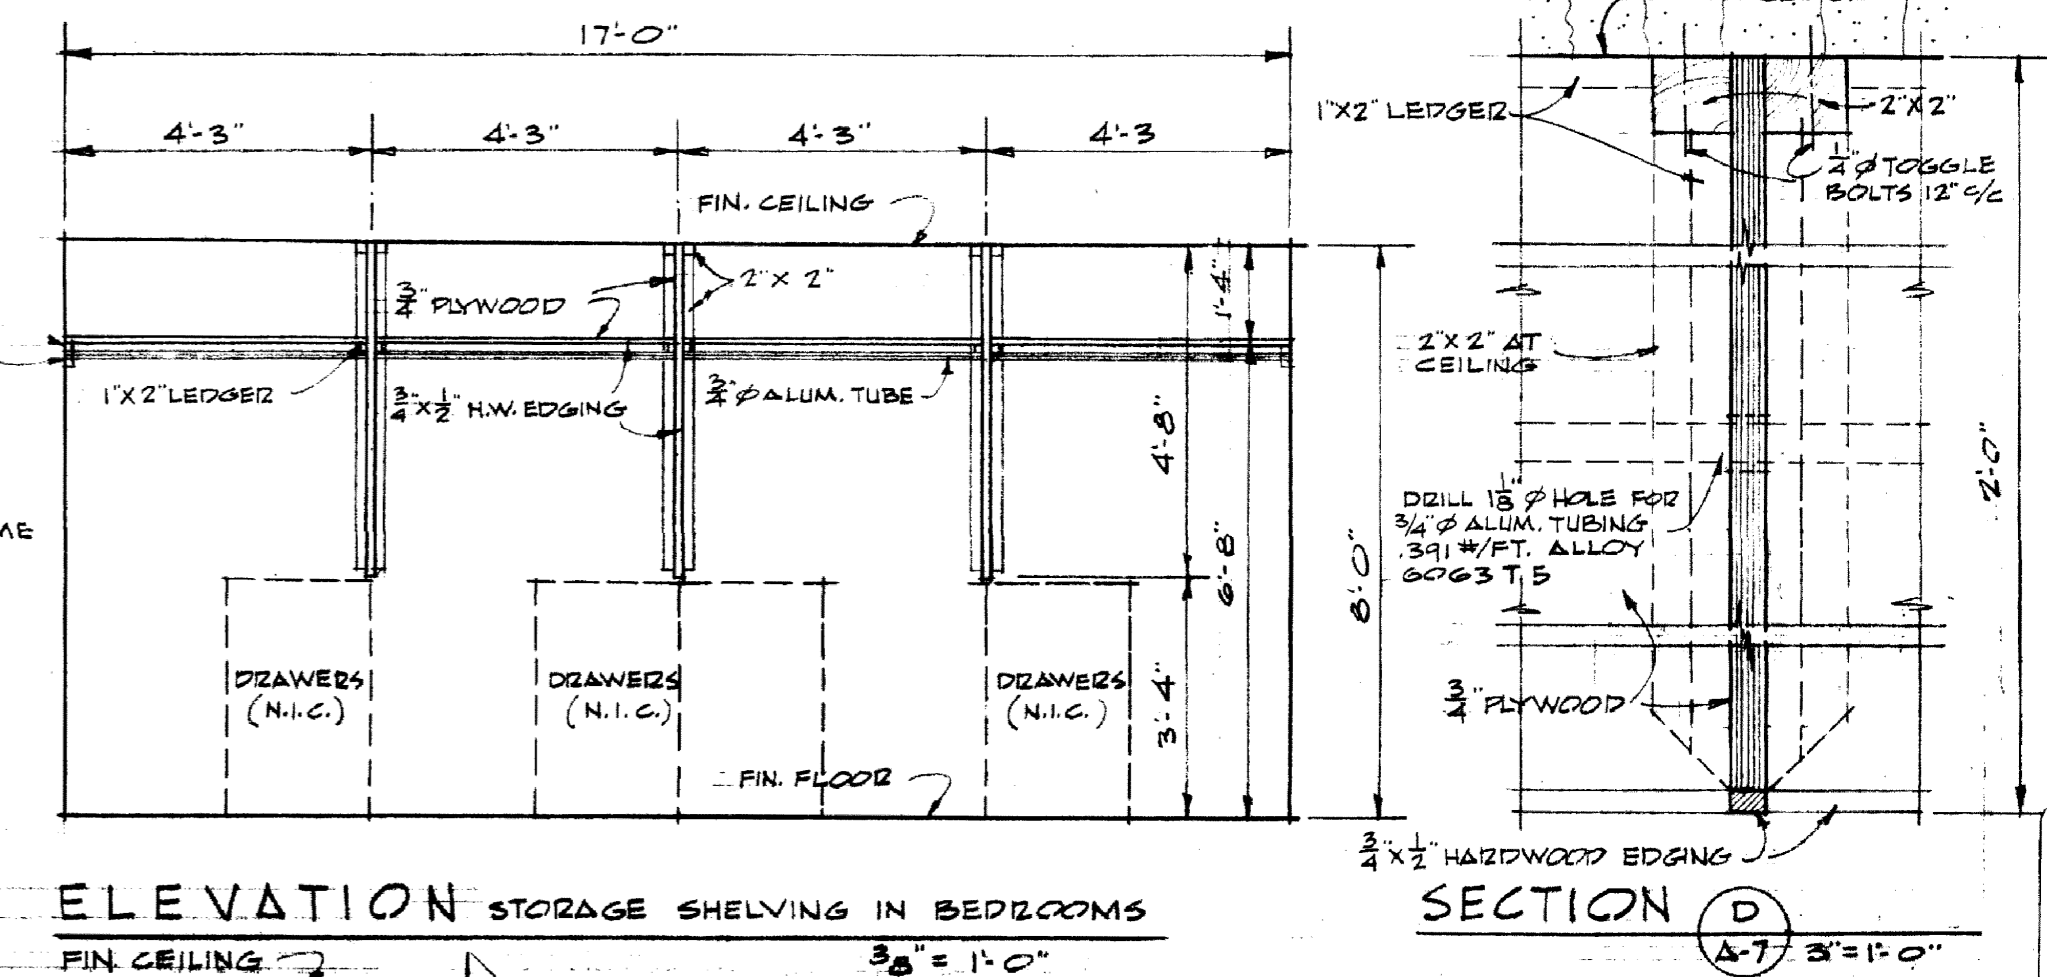 17'-0"
4'-3"
4'-3"
4'-3"
4'-3
FIN. CEILING
3/4" PLYWOOD
2" X 2"
1'-4"
1"X2" LEDGER
3/4" X 1/2" H.W. EDGING
3/4" Ø ALUM. TUBE
4'-8"
6'-8"
8'-0"
3'-4"
DRAWERS
(N.I.C.)
DRAWERS
(N.I.C.)
DRAWERS
(N.I.C.)
FIN. FLOOR
ELEVATION STORAGE SHELVING IN BEDROOMS
3/8" = 1'-0"
FIN. CEILING
1"X2" LEDGER
2"X2"
1/4" Ø TOGGLE
BOLTS 12" c/c
2"X2" AT
CEILING
DRILL 1 1/8" Ø HOLE FOR
3/4" Ø ALUM. TUBING
.391 #/FT. ALLOY
6063 T 5
2'-0"
3/4" PLYWOOD
3/4" X 1/2" HARDWOOD EDGING
SECTION D
A-7 3"=1'-0"